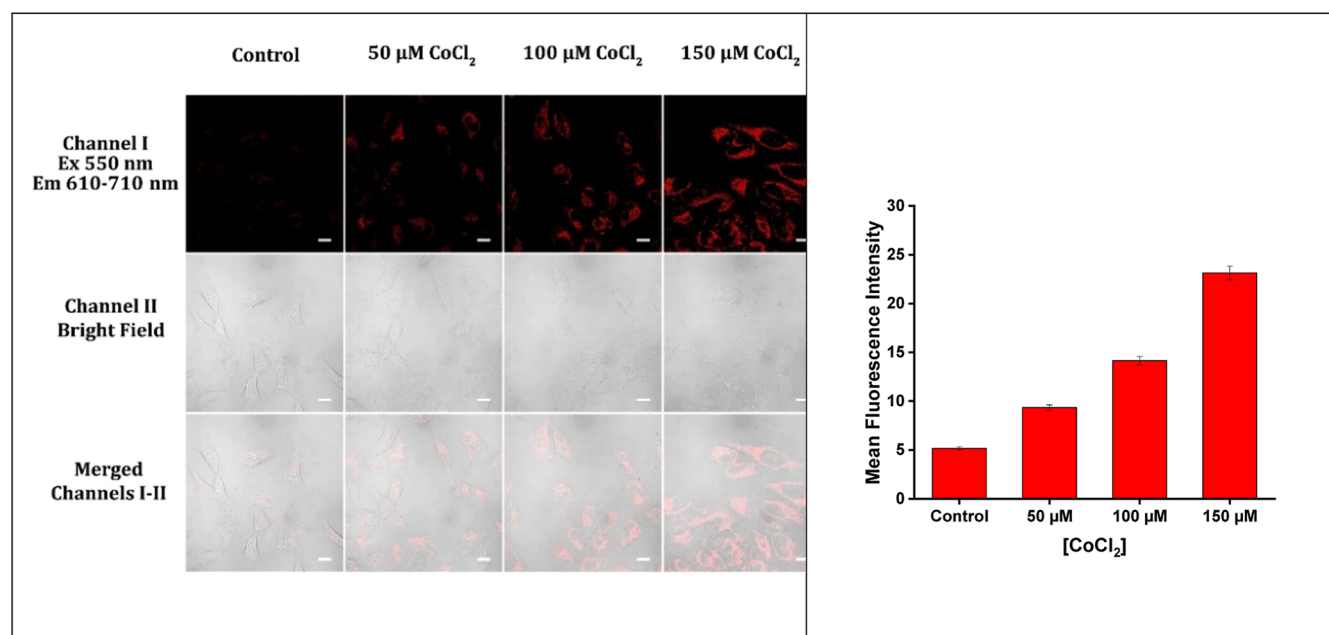 Control 50 µM CoCl₂ 100 µM CoCl₂ 150 µM CoCl₂
Channel I
Ex 550 nm
Em 610-710 nm
Channel II
Bright Field
Merged
Channels I-II
Mean Fluorescence Intensity
30
25
20
15
10
5
0
Control 50 µM 100 µM 150 µM
[CoCl₂]